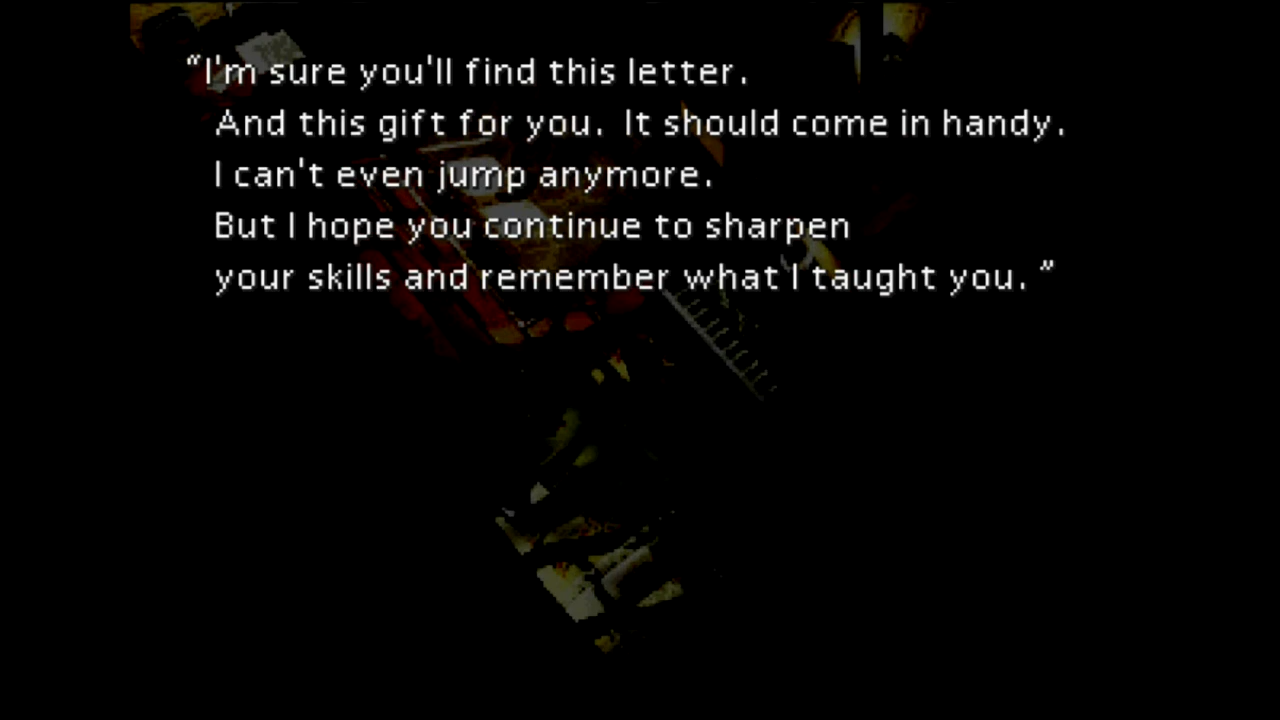 “I'm sure you'll find this letter.
And this gift for you. It should come in handy.
I can't even jump anymore.
But I hope you continue to sharpen
your skills and remember what I taught you.”